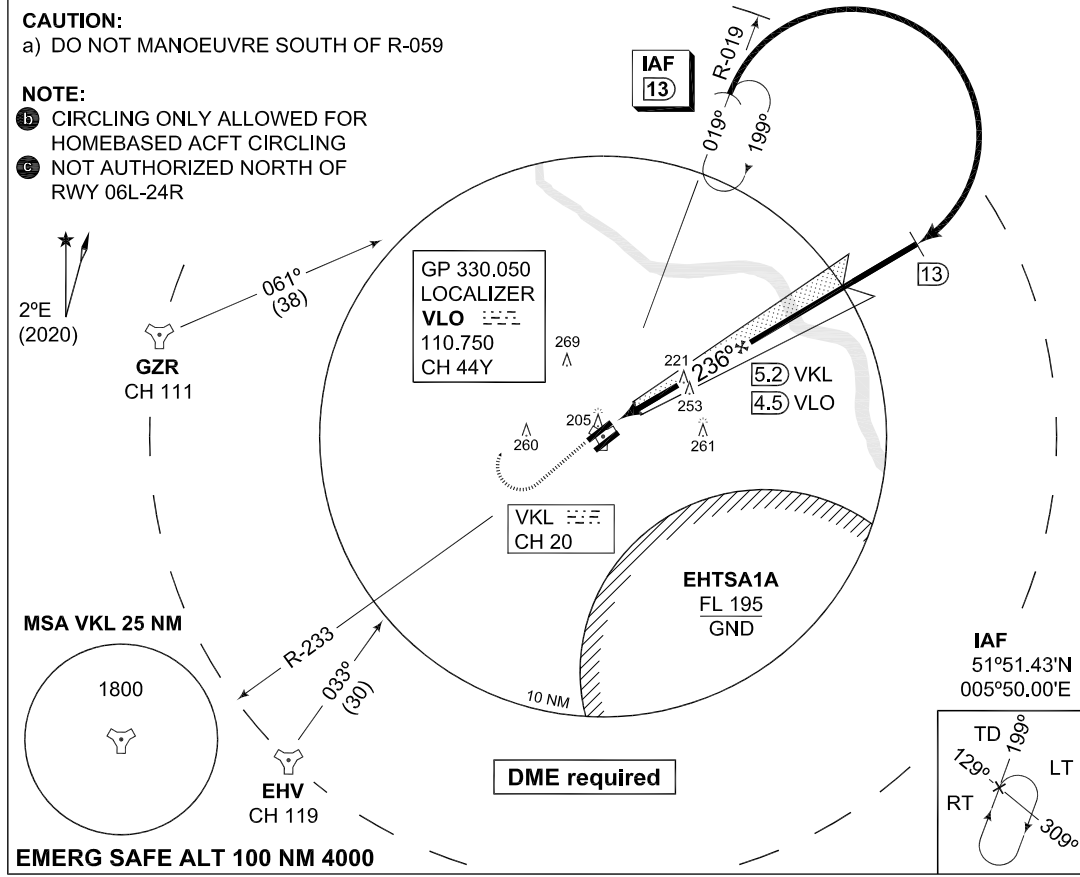 CAUTION:
a) DO NOT MANOEUVRE SOUTH OF R-059
NOTE:
b CIRCLING ONLY ALLOWED FOR
HOMEBASED ACFT CIRCLING
c NOT AUTHORIZED NORTH OF
RWY 06L-24R
IAF
13
R-019
019º
199º
2ºE
(2020)
061º
(38)
GZR
CH 111
GP 330.050
LOCALIZER
VLO
110.750
CH 44Y
13
236º
5.2 VKL
4.5 VLO
269
221
253
205
260
261
VKL
CH 20
EHTSA1A
FL 195
GND
R-233
033º
(30)
10 NM
MSA VKL 25 NM
1800
EHV
CH 119
DME required
IAF
51º51.43'N
005º50.00'E
TD
199º
129º
LT
RT
309º
EMERG SAFE ALT 100 NM 4000